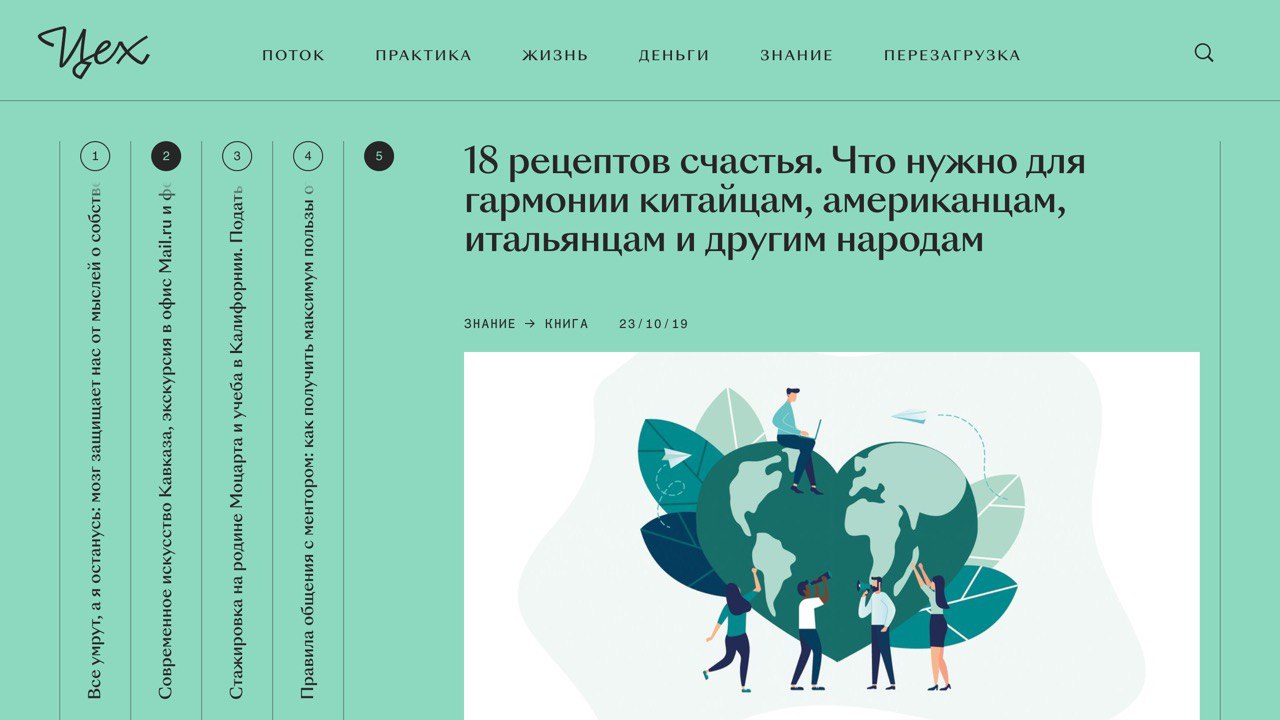 Цех
ПОТОК ПРАКТИКА ЖИЗНЬ ДЕНЬГИ ЗНАНИЕ ПЕРЕЗАГРУЗКА
1
Все умрут, а я останусь: мозг защищает нас от мыслей о собств
2
Современное искусство Кавказа, экскурсия в офис Mail.ru и ф
3
Стажировка на родине Моцарта и учеба в Калифорнии. Подать
4
Правила общения с ментором: как получить максимум пользы о
5
18 рецептов счастья. Что нужно для
гармонии китайцам, американцам,
итальянцам и другим народам
ЗНАНИЕ → КНИГА 23/10/19